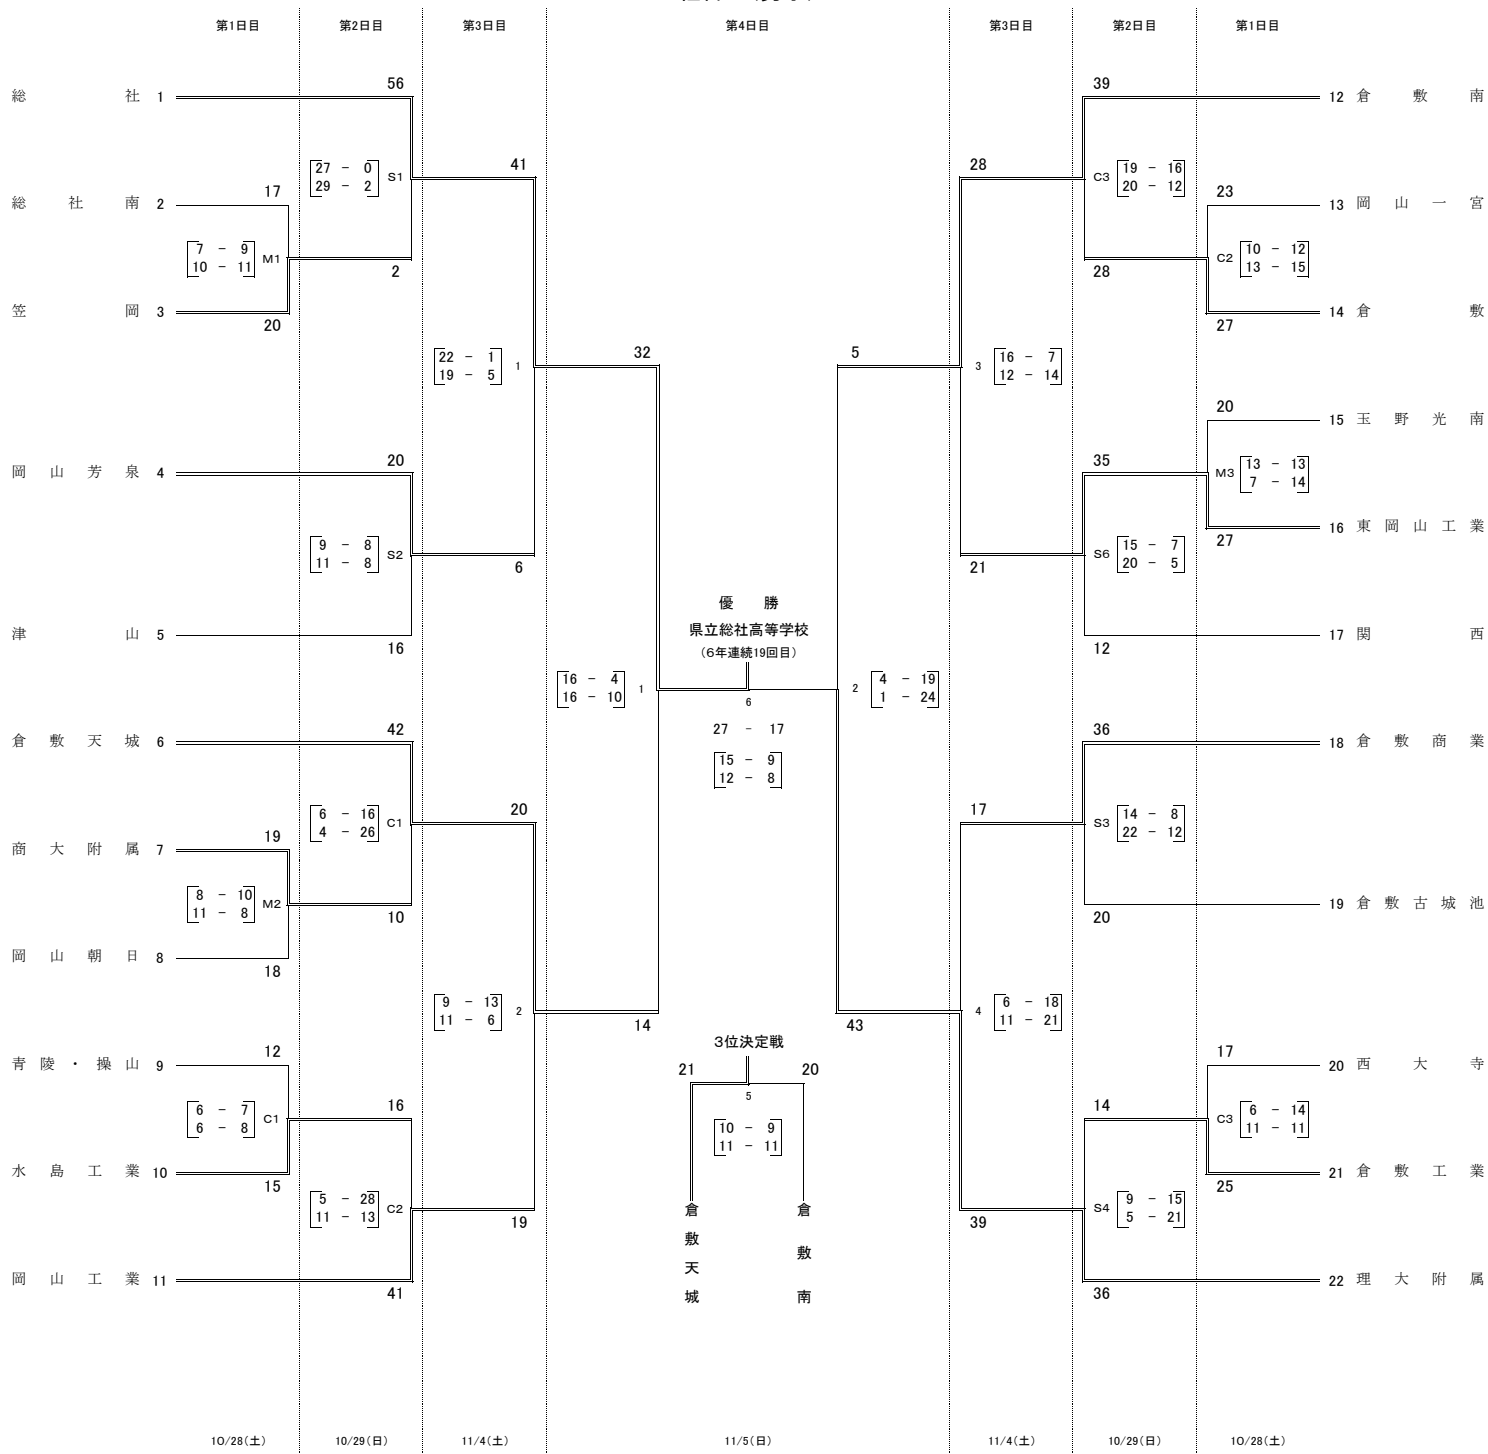 第1日目 第2日目 第3日目 第4日目 第3日目 第2日目 第1日目
56 39
総社 1 12 倉敷南
41 28
27 - 0 S1 C3 19 - 16
29 - 2 20 - 12
17 23
総社南 2 13 岡山一宮
7 - 9 M1 C2 10 - 12
10 - 11 13 - 15
2 28
笠岡 3 14 倉敷
20 27
32 5
22 - 1 1 3 16 - 7
19 - 5 12 - 14
20
15 玉野光南
20 35
岡山芳泉 4 M3 13 - 13
7 - 14
16 東岡山工業
27
9 - 8 S2 S6 15 - 7
11 - 8 20 - 5
6 21
優勝
県立総社高等学校
(6年連続19回目)
津山 5 17 関西
16 12
16 - 4 1 2 4 - 19
16 - 10 1 - 24
6
27 - 17
15 - 9
12 - 8
42 36
倉敷天城 6 18 倉敷商業
20 17
6 - 16 C1 S3 14 - 8
4 - 26 22 - 12
19
商大附属 7
8 - 10 M2
11 - 8
10 20
19 倉敷古城池
岡山朝日 8
18
9 - 13 2 4 6 - 18
11 - 6 11 - 21
14 43
3位決定戦
12 17
青陵・操山 9 20 西大寺
21 20
5
16 14
6 - 7 C1 C3 6 - 14
6 - 8 11 - 11
10 - 9
11 - 11
水島工業 10 21 倉敷工業
15 25
5 - 28 C2 S4 9 - 15
11 - 13 5 - 21
19 39
倉敷天城 倉敷南
岡山工業 11 22 理大附属
41 36
10/28(土) 10/29(日) 11/4(土) 11/5(日) 11/4(土) 10/29(日) 10/28(土)